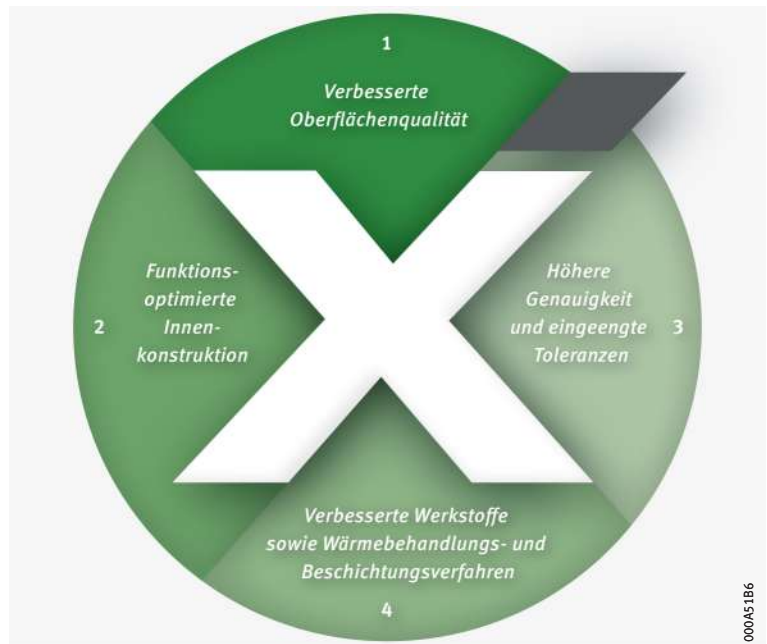 1
Verbesserte
Oberflächenqualität
2
Funktions-
optimierte
Innen-
konstruktion
Höhere
Genauigkeit
und eingeengte
Toleranzen
3
Verbesserte Werkstoffe
sowie Wärmebehandlungs- und
Beschichtungsverfahren
4
X
000A51B6